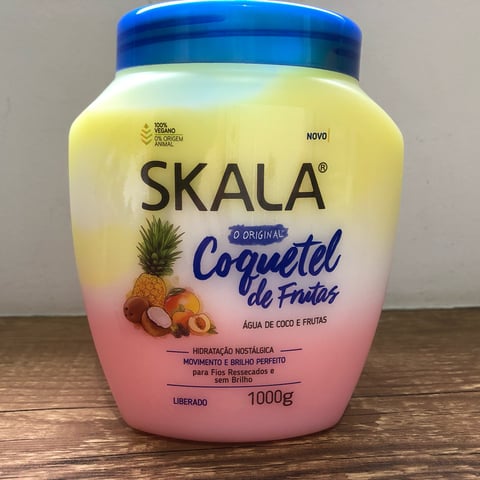 100%
VEGANO
0% ORIGEM
ANIMAL
NOVO
SKALA®
O ORIGINAL
Coquetel
de Frutas
ÁGUA DE COCO E FRUTAS
HIDRATAÇÃO NOSTÁLGICA
MOVIMENTO E BRILHO PERFEITO
para Fios Ressecados e
sem Brilho
LIBERADO
1000g